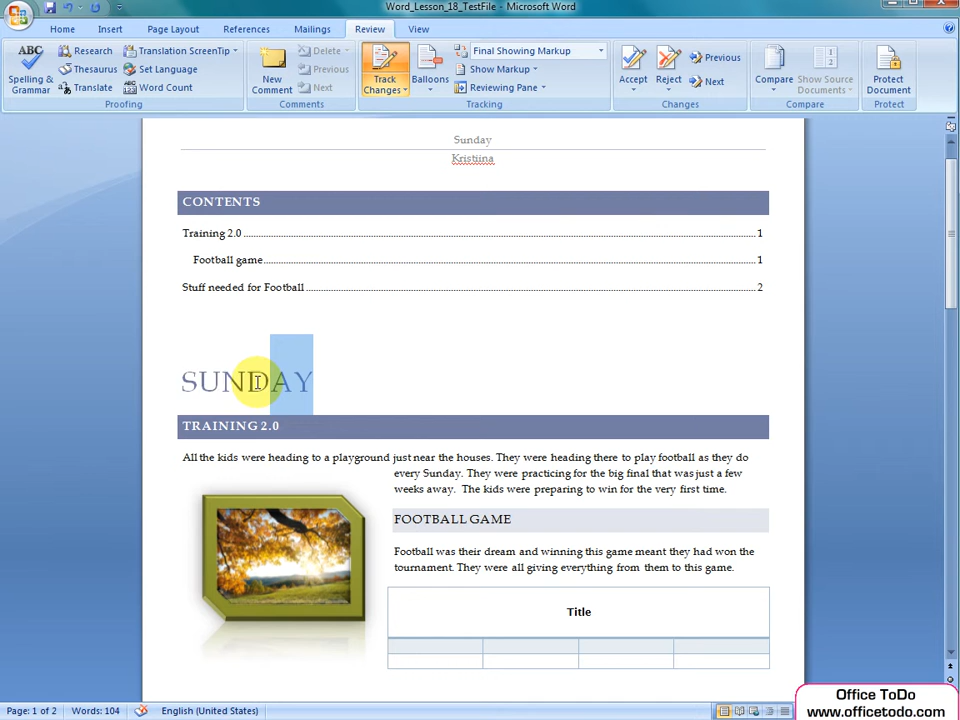 Word_Lesson_18_TestFile - Microsoft Word
Home Insert Page Layout References Mailings Review View
ABC Spelling & Grammar Research Thesaurus Translate Translation ScreenTip Set Language Word Count
New Comment Delete Previous Next
Track Changes Balloons Final Showing Markup Show Markup Reviewing Pane
Accept Reject Previous Next
Compare Show Source Documents Protect Document
Proofing Comments Tracking Changes Compare Protect
Sunday
Kristiina
CONTENTS
Training 2.0 1
Football game 1
Stuff needed for Football 2
SUNDAY
TRAINING 2.0
All the kids were heading to a playground just near the houses. They were heading there to play football as they do
every Sunday. They were practicing for the big final that was just a few
weeks away. The kids were preparing to win for the very first time.
FOOTBALL GAME
Football was their dream and winning this game meant they had won the
tournament. They were all giving everything from them to this game.
Title
Page: 1 of 2 Words: 104 English (United States)
Office ToDo
www.officetodo.com